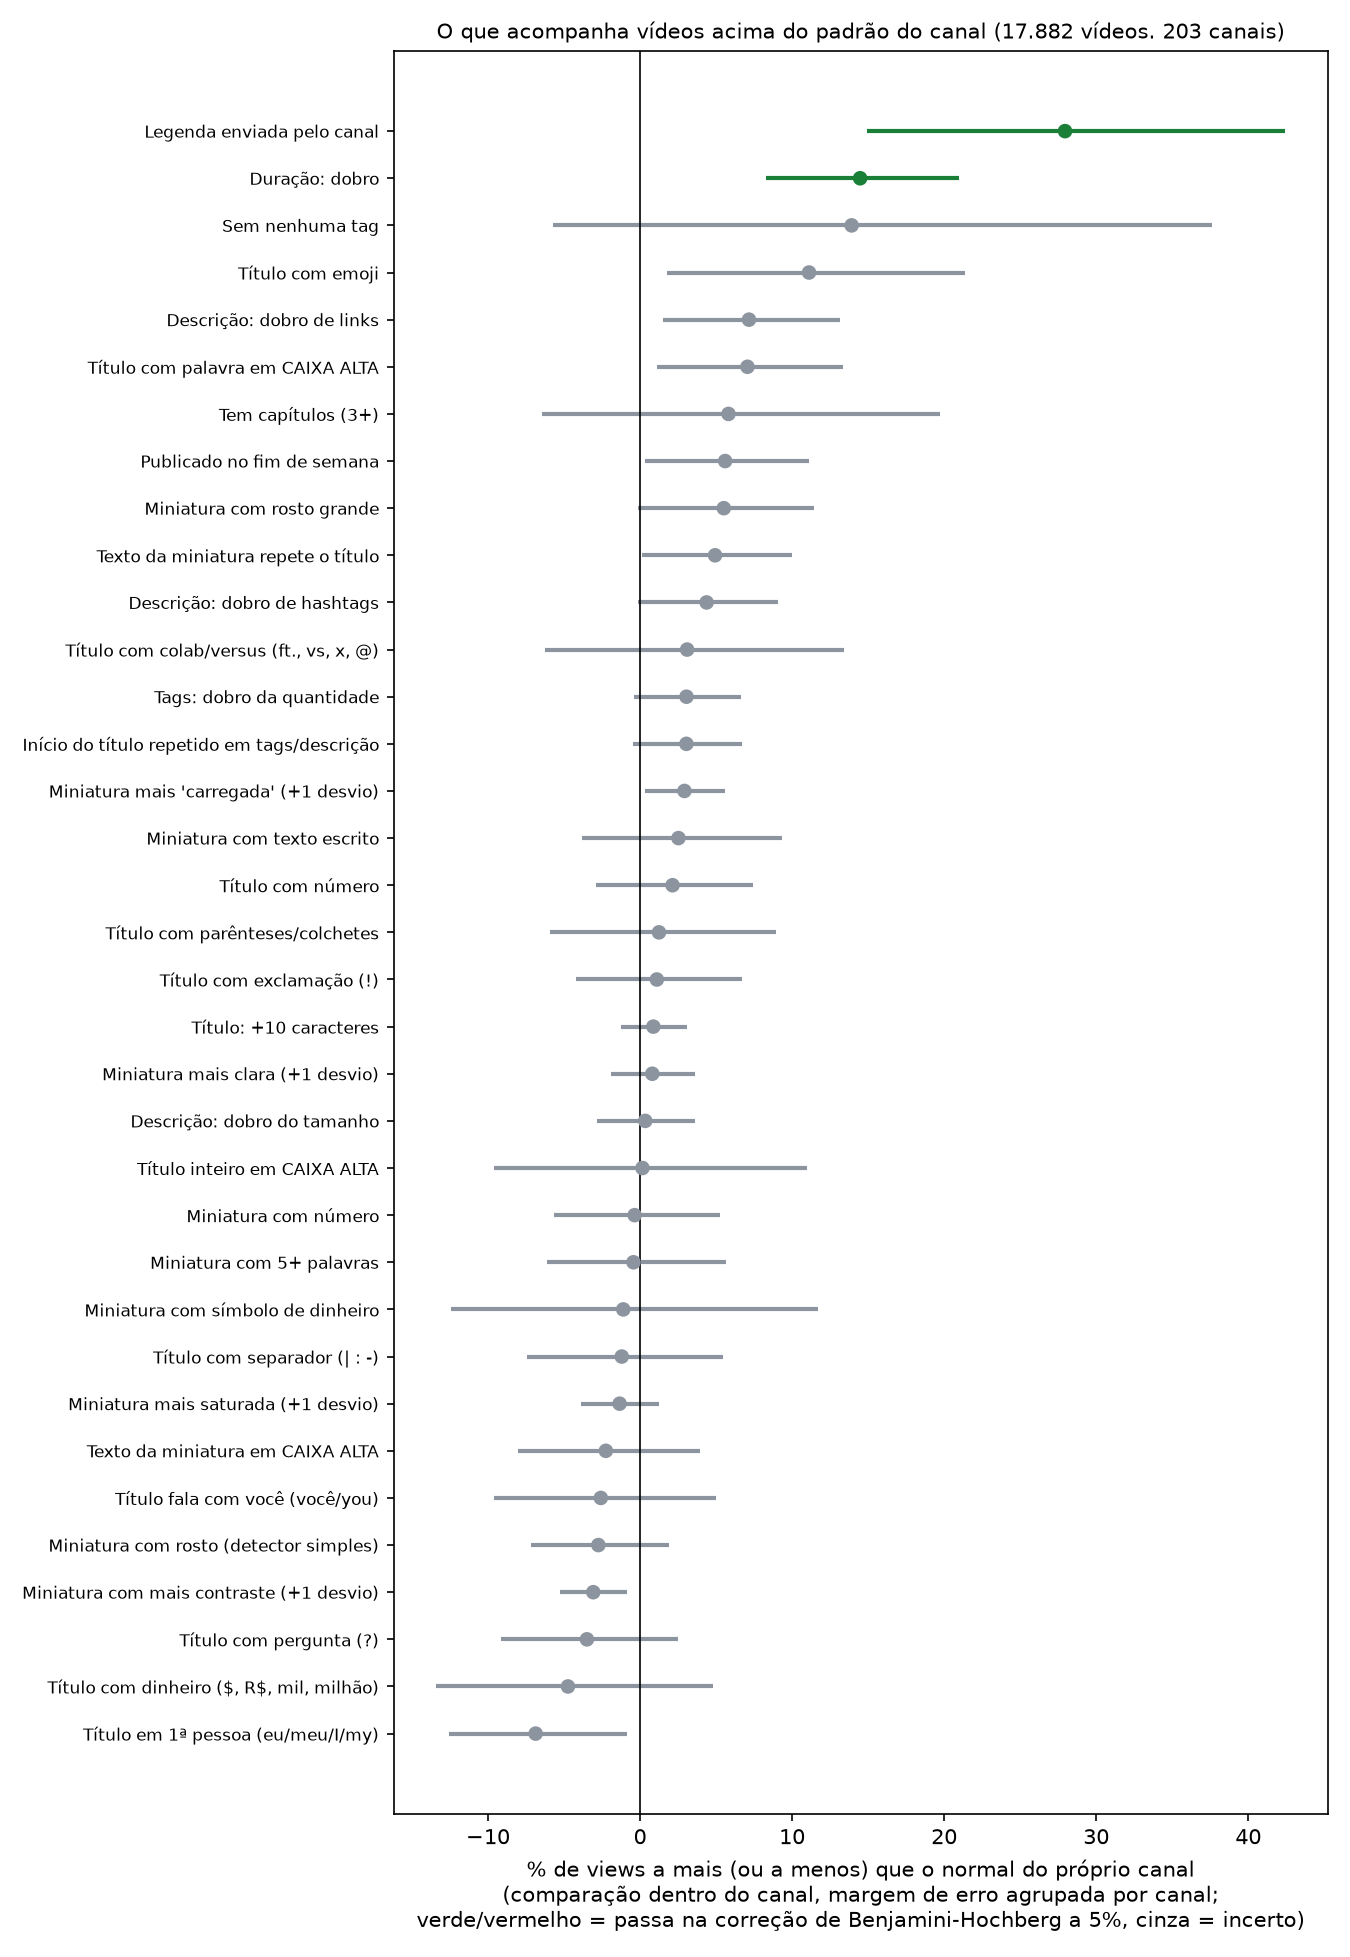 O que acompanha vídeos acima do padrão do canal (17.882 vídeos. 203 canais)
Legenda enviada pelo canal
Duração: dobro
Sem nenhuma tag
Título com emoji
Descrição: dobro de links
Título com palavra em CAIXA ALTA
Tem capítulos (3+)
Publicado no fim de semana
Miniatura com rosto grande
Texto da miniatura repete o título
Descrição: dobro de hashtags
Título com colab/versus (ft., vs, x, @)
Tags: dobro da quantidade
Início do título repetido em tags/descrição
Miniatura mais 'carregada' (+1 desvio)
Miniatura com texto escrito
Título com número
Título com parênteses/colchetes
Título com exclamação (!)
Título: +10 caracteres
Miniatura mais clara (+1 desvio)
Descrição: dobro do tamanho
Título inteiro em CAIXA ALTA
Miniatura com número
Miniatura com 5+ palavras
Miniatura com símbolo de dinheiro
Título com separador (| : -)
Miniatura mais saturada (+1 desvio)
Texto da miniatura em CAIXA ALTA
Título fala com você (você/you)
Miniatura com rosto (detector simples)
Miniatura com mais contraste (+1 desvio)
Título com pergunta (?)
Título com dinheiro ($, R$, mil, milhão)
Título em 1ª pessoa (eu/meu/I/my)
−10 0 10 20 30 40
% de views a mais (ou a menos) que o normal do próprio canal
(comparação dentro do canal, margem de erro agrupada por canal;
verde/vermelho = passa na correção de Benjamini-Hochberg a 5%, cinza = incerto)